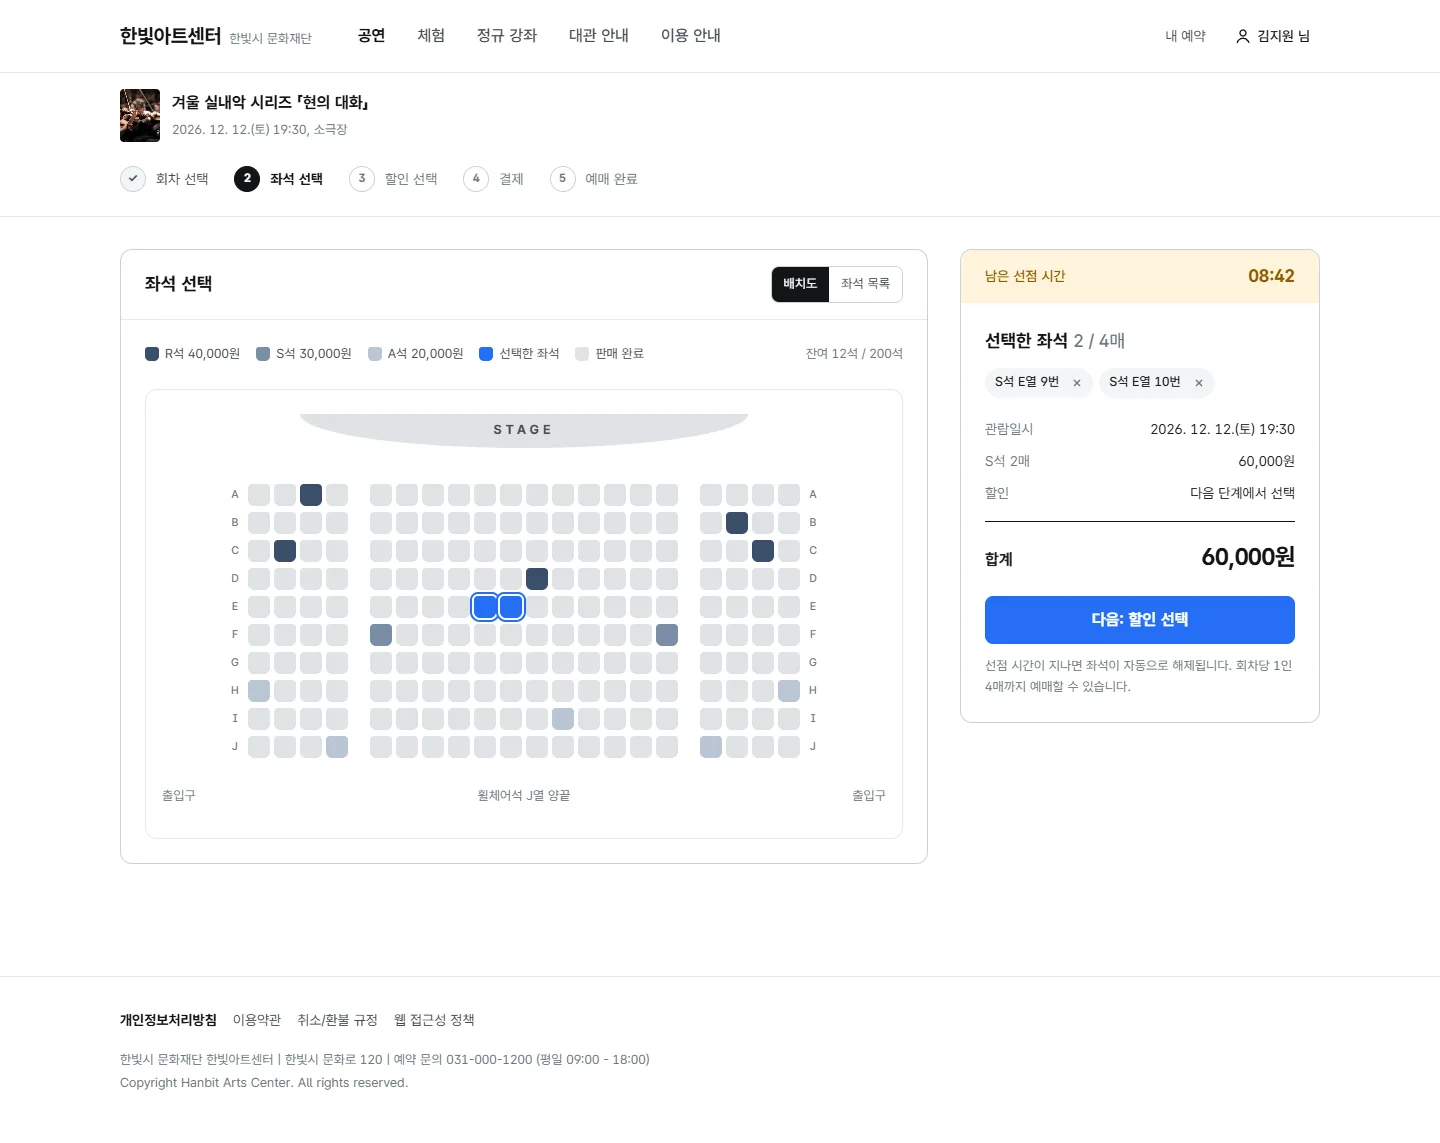 한빛아트센터 한빛시 문화재단 공연 체험 정규 강좌 대관 안내 이용 안내 내 예약 김지원 님
겨울 실내악 시리즈 「현의 대화」
2026. 12. 12.(토) 19:30, 소극장
회차 선택 2 좌석 선택 3 할인 선택 4 결제 5 예매 완료
좌석 선택 배치도 좌석 목록
R석 40,000원 S석 30,000원 A석 20,000원 선택한 좌석 판매 완료 잔여 12석 / 200석
STAGE
A A
B B
C C
D D
E E
F F
G G
H H
I I
J J
출입구 휠체어석 J열 양끝 출입구
남은 선점 시간 08:42
선택한 좌석 2 / 4매
S석 E열 9번 × S석 E열 10번 ×
관람일시 2026. 12. 12.(토) 19:30
S석 2매 60,000원
할인 다음 단계에서 선택
합계 60,000원
다음: 할인 선택
선점 시간이 지나면 좌석이 자동으로 해제됩니다. 회차당 1인
4매까지 예매할 수 있습니다.
개인정보처리방침 이용약관 취소/환불 규정 웹 접근성 정책
한빛시 문화재단 한빛아트센터 | 한빛시 문화로 120 | 예약 문의 031-000-1200 (평일 09:00 - 18:00)
Copyright Hanbit Arts Center. All rights reserved.